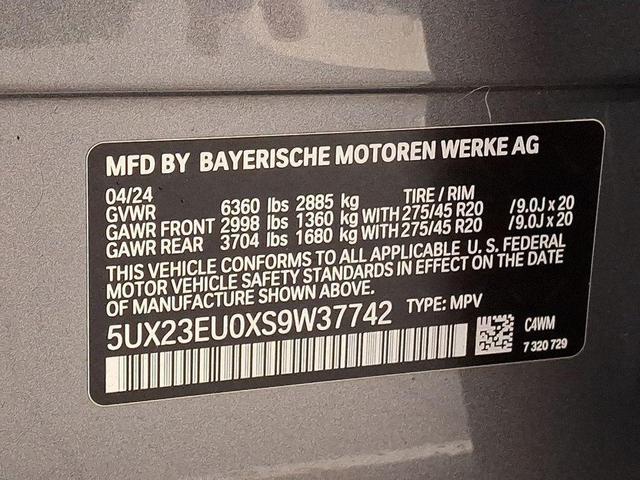 MFD BY BAYERISCHE MOTOREN WERKE AG
04/24 TIRE / RIM
GVWR 6360 lbs 2885 kg
GAWR FRONT 2998 lbs 1360 kg WITH 275/45 R20 /9.0J x 20
GAWR REAR 3704 lbs 1680 kg WITH 275/45 R20 /9.0J x 20
THIS VEHICLE CONFORMS TO ALL APPLICABLE U. S. FEDERAL
MOTOR VEHICLE SAFETY STANDARDS IN EFFECT ON THE DATE
OF MANUFACTURE SHOWN ABOVE.
5UX23EU0XS9W37742 TYPE: MPV
C4WM
7 320 729